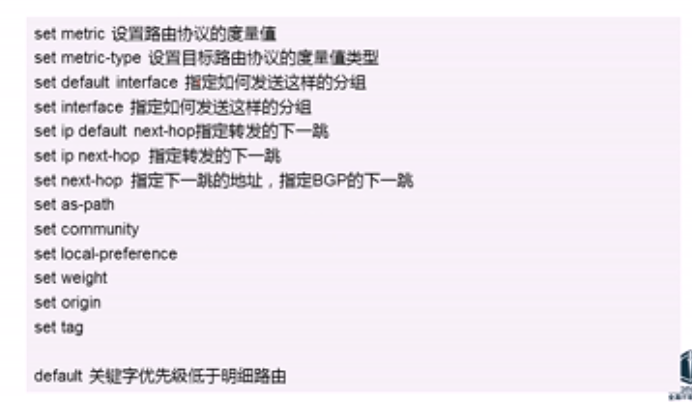 set metric 设置路由协议的度量值
set metric-type 设置目标路由协议的度量值类型
set default interface 指定如何发送这样的分组
set interface 指定如何发送这样的分组
set ip default next-hop指定转发的下一跳
set ip next-hop 指定转发的下一跳
set next-hop 指定下一跳的地址，指定BGP的下一跳
set as-path
set community
set local-preference
set weight
set origin
set tag
default 关键字优先级低于明细路由